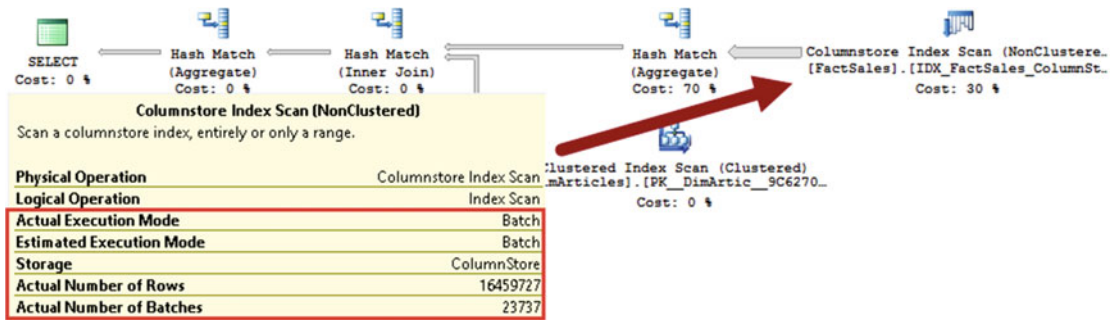 SELECT
Cost: 0 %
Hash Match
(Aggregate)
Cost: 0 %
Hash Match
(Inner Join)
Cost: 0 %
Hash Match
(Aggregate)
Cost: 70 %
Columnstore Index Scan (NonClustere…
[FactSales].[IDX_FactSales_ColumnSt…
Cost: 30 %
Clustered Index Scan (Clustered)
mArticles].[PK__DimArtic__9C6270…
Cost: 0 %
Columnstore Index Scan (NonClustered)
Scan a columnstore index, entirely or only a range.
Physical Operation Columnstore Index Scan
Logical Operation Index Scan
Actual Execution Mode Batch
Estimated Execution Mode Batch
Storage ColumnStore
Actual Number of Rows 16459727
Actual Number of Batches 23737